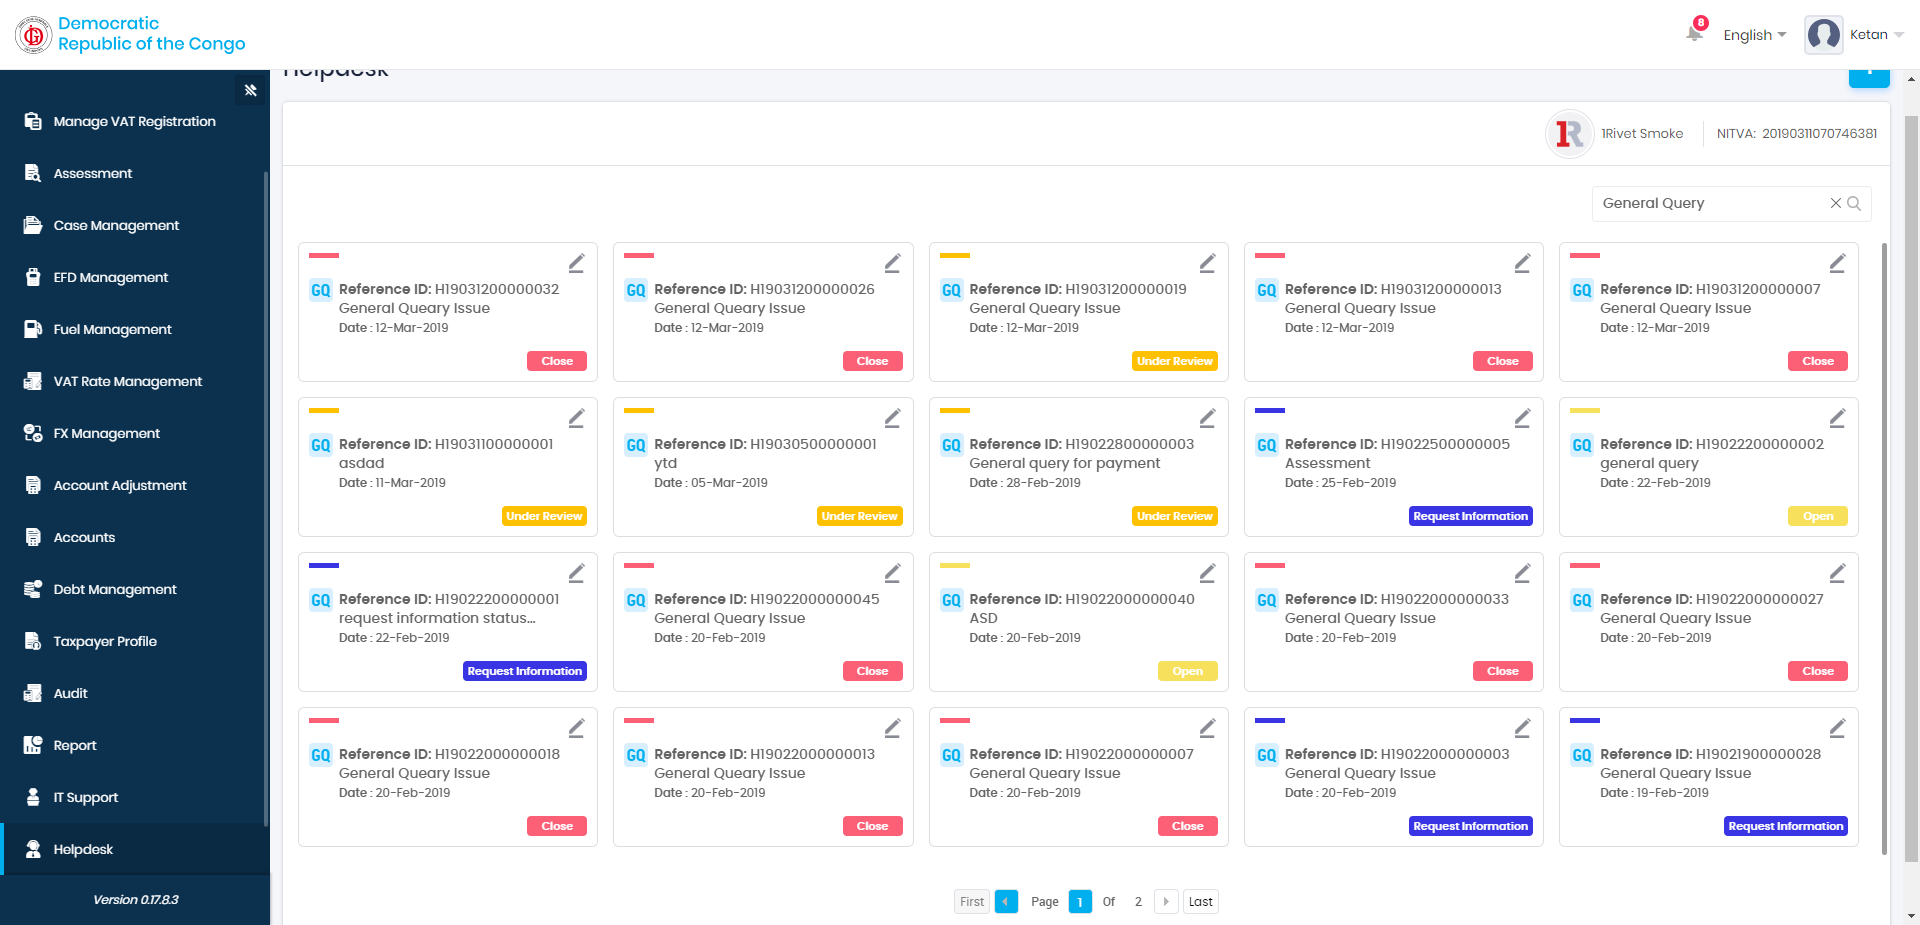 Democratic
Republic of the Congo
8
English
Ketan
Helpdesk
Manage VAT Registration
Assessment
Case Management
EFD Management
Fuel Management
VAT Rate Management
FX Management
Account Adjustment
Accounts
Debt Management
Taxpayer Profile
Audit
Report
IT Support
Helpdesk
Version 0.17.8.3
1R 1Rivet Smoke NITVA: 20190311070746381
General Query
GQ Reference ID: H19031200000032
General Queary Issue
Date : 12-Mar-2019
Close
GQ Reference ID: H19031200000026
General Queary Issue
Date : 12-Mar-2019
Close
GQ Reference ID: H19031200000019
General Queary Issue
Date : 12-Mar-2019
Under Review
GQ Reference ID: H19031200000013
General Queary Issue
Date : 12-Mar-2019
Close
GQ Reference ID: H19031200000007
General Queary Issue
Date : 12-Mar-2019
Close
GQ Reference ID: H19031100000001
asdad
Date : 11-Mar-2019
Under Review
GQ Reference ID: H19030500000001
ytd
Date : 05-Mar-2019
Under Review
GQ Reference ID: H19022800000003
General query for payment
Date : 28-Feb-2019
Under Review
GQ Reference ID: H19022500000005
Assessment
Date : 25-Feb-2019
Request Information
GQ Reference ID: H19022200000002
general query
Date : 22-Feb-2019
Open
GQ Reference ID: H19022200000001
request information status...
Date : 22-Feb-2019
Request Information
GQ Reference ID: H19022000000045
General Queary Issue
Date : 20-Feb-2019
Close
GQ Reference ID: H19022000000040
ASD
Date : 20-Feb-2019
Open
GQ Reference ID: H19022000000033
General Queary Issue
Date : 20-Feb-2019
Close
GQ Reference ID: H19022000000027
General Queary Issue
Date : 20-Feb-2019
Close
GQ Reference ID: H19022000000018
General Queary Issue
Date : 20-Feb-2019
Close
GQ Reference ID: H19022000000013
General Queary Issue
Date : 20-Feb-2019
Close
GQ Reference ID: H19022000000007
General Queary Issue
Date : 20-Feb-2019
Close
GQ Reference ID: H19022000000003
General Queary Issue
Date : 20-Feb-2019
Request Information
GQ Reference ID: H19021900000028
General Queary Issue
Date : 19-Feb-2019
Request Information
First Page 1 Of 2 Last